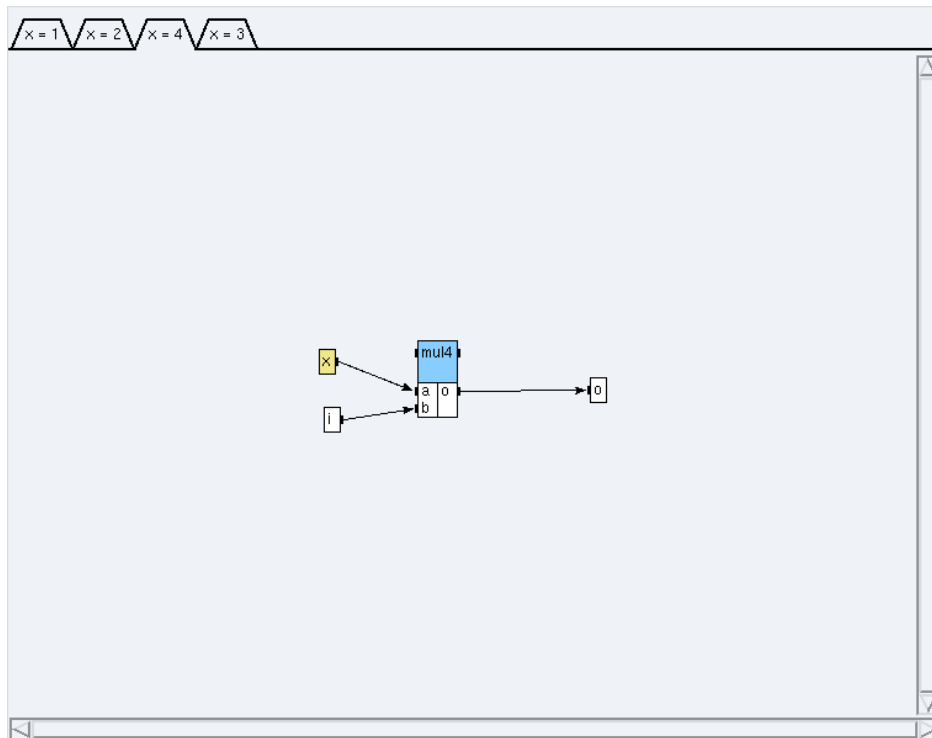 x = 1 x = 2 x = 4 x = 3
mul4
x
a o
o
b
i